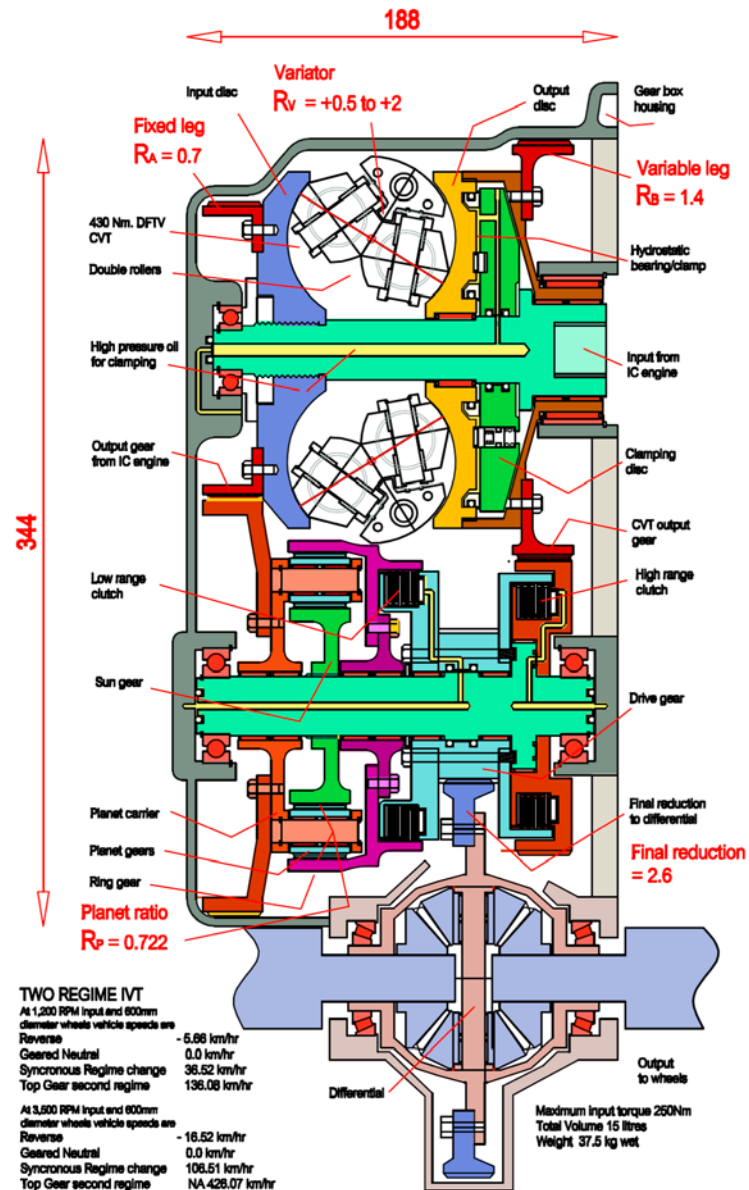 188
Variator
Rv = +0.5 to +2
Input disc
Output
disc
Gear box
housing
Fixed leg
RA = 0.7
Variable leg
RB = 1.4
430 Nm. DFTV
CVT
Double rollers
Hydrostatic
bearing/clamp
High pressure oil
for clamping
Input from
IC engine
Output gear
from IC engine
Clamping
disc
344
CVT output
gear
Low range
clutch
High range
clutch
Sun gear
Drive gear
Planet carrier
Planet gears
Ring gear
Final reduction
to differential
Final reduction
= 2.6
Planet ratio
RP = 0.722
TWO REGIME IVT
At 1,200 RPM Input and 600mm
diameter wheels vehicle speeds are
Reverse - 5.66 km/hr
Geared Neutral 0.0 km/hr
Syncronous Regime change 36.52 km/hr
Top Gear second regime 136.08 km/hr
At 3,500 RPM Input and 600mm
diameter wheels vehicle speeds are
Reverse - 16.52 km/hr
Geared Neutral 0.0 km/hr
Syncronous Regime change 106.51 km/hr
Top Gear second regime NA 426.07 km/hr
Differential
Output
to wheels
Maximum input torque 250Nm
Total Volume 15 litres
Weight 37.5 kg wet